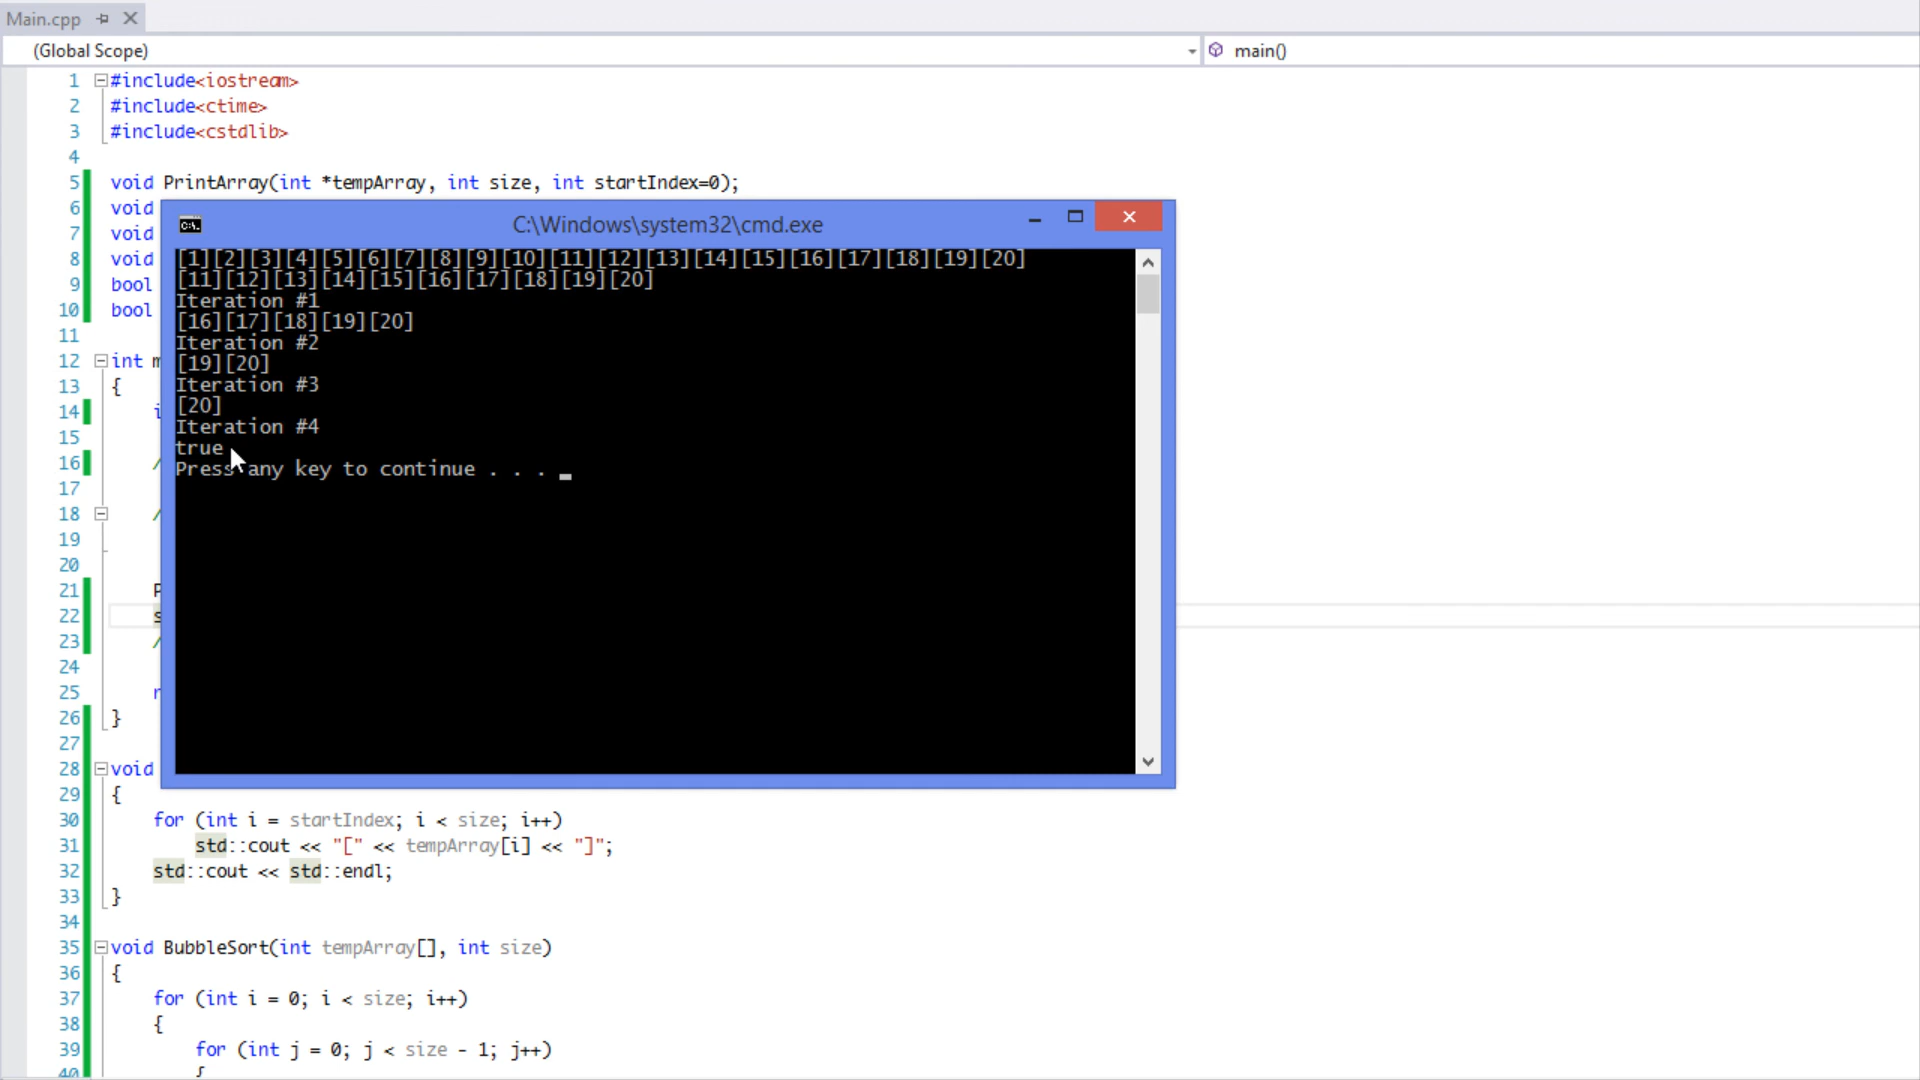 Main.cpp
(Global Scope)
main()
1 #include<iostream>
2 #include<ctime>
3 #include<cstdlib>
4
5 void PrintArray(int *tempArray, int size, int startIndex=0);
6 void
7 void
8 void
9 bool
10 bool
11
12 int m
13 {
14 i
15
16 /
17
18 /
19
20
21 P
22 s
23 /
24
25 r
26 }
27
28 void
29 {
30 for (int i = startIndex; i < size; i++)
31 std::cout << "[" << tempArray[i] << "]";
32 std::cout << std::endl;
33 }
34
35 void BubbleSort(int tempArray[], int size)
36 {
37 for (int i = 0; i < size; i++)
38 {
39 for (int j = 0; j < size - 1; j++)
40 {
C:\Windows\system32\cmd.exe
[1][2][3][4][5][6][7][8][9][10][11][12][13][14][15][16][17][18][19][20]
[11][12][13][14][15][16][17][18][19][20]
Iteration #1
[16][17][18][19][20]
Iteration #2
[19][20]
Iteration #3
[20]
Iteration #4
true
Press any key to continue . . . _